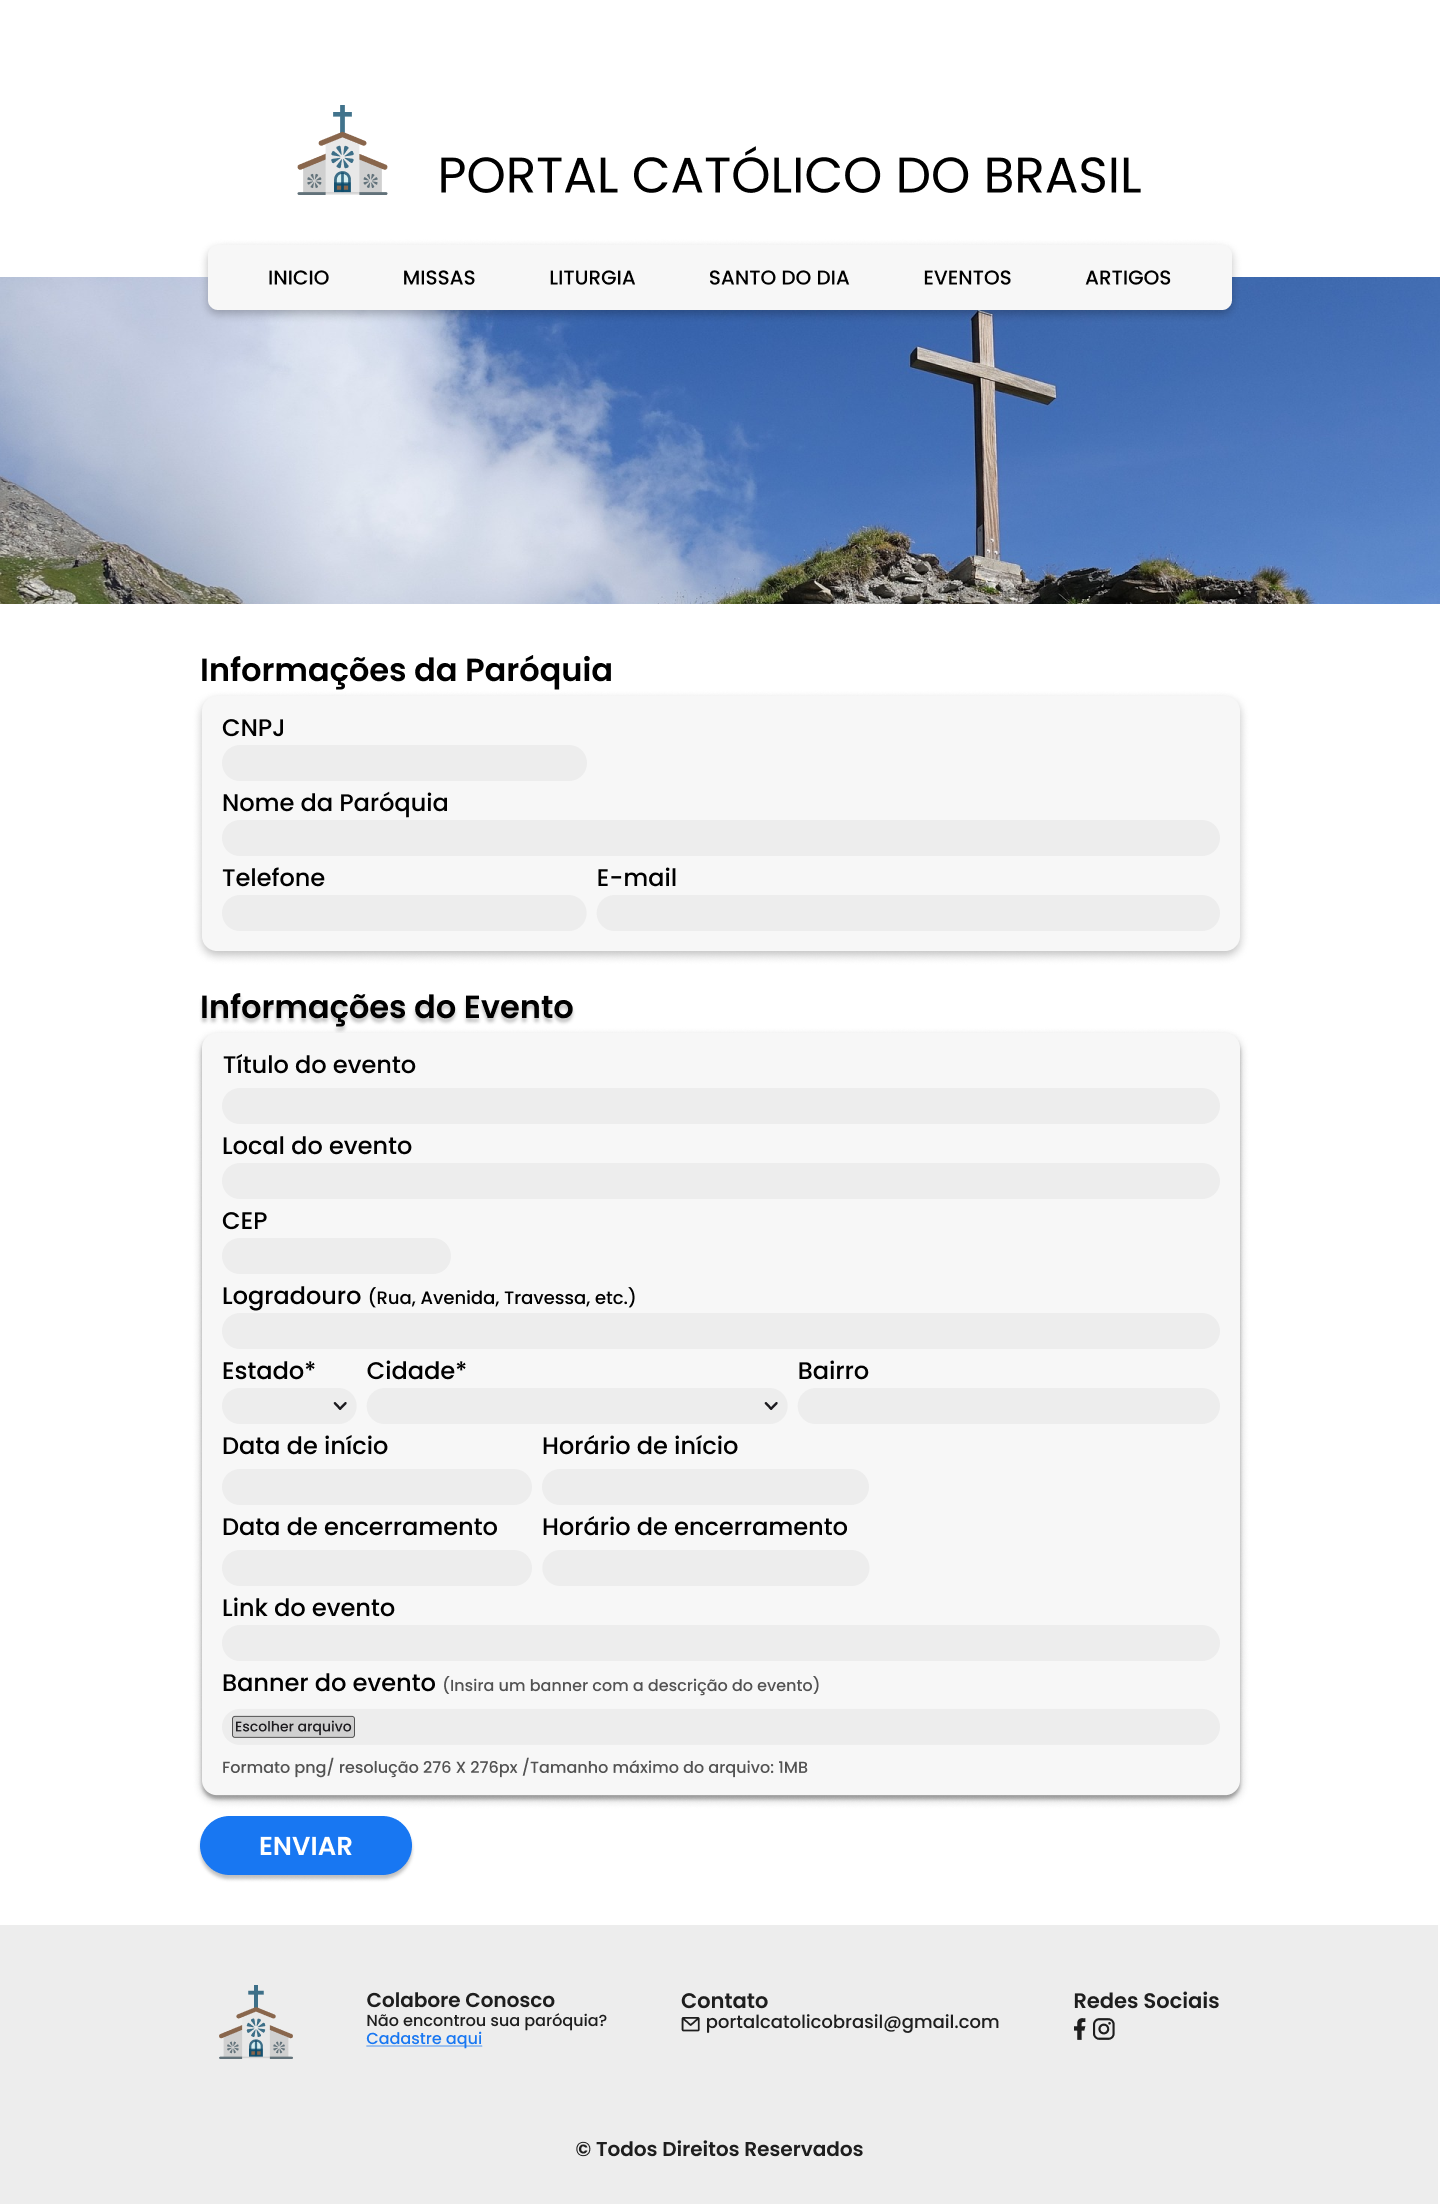 PORTAL CATÓLICO DO BRASIL
INICIO MISSAS LITURGIA SANTO DO DIA EVENTOS ARTIGOS
Informações da Paróquia
CNPJ
Nome da Paróquia
Telefone E-mail
Informações do Evento
Título do evento
Local do evento
CEP
Logradouro (Rua, Avenida, Travessa, etc.)
Estado* Cidade* Bairro
Data de início Horário de início
Data de encerramento Horário de encerramento
Link do evento
Banner do evento (Insira um banner com a descrição do evento)
Escolher arquivo
Formato png/ resolução 276 X 276px /Tamanho máximo do arquivo: 1MB
ENVIAR
Colabore Conosco
Não encontrou sua paróquia?
Cadastre aqui
Contato
portalcatolicobrasil@gmail.com
Redes Sociais
© Todos Direitos Reservados